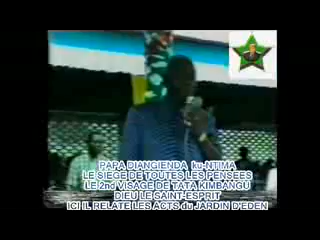 PAPA DIANGIENDA ku-NTIMA
LE SIEGE DE TOUTES LES PENSEES
LE 2nd VISAGE DE TATA KIMBANGU
DIEU LE SAINT-ESPRIT
ICI IL RELATE LES ACTS du JARDIN D'EDEN